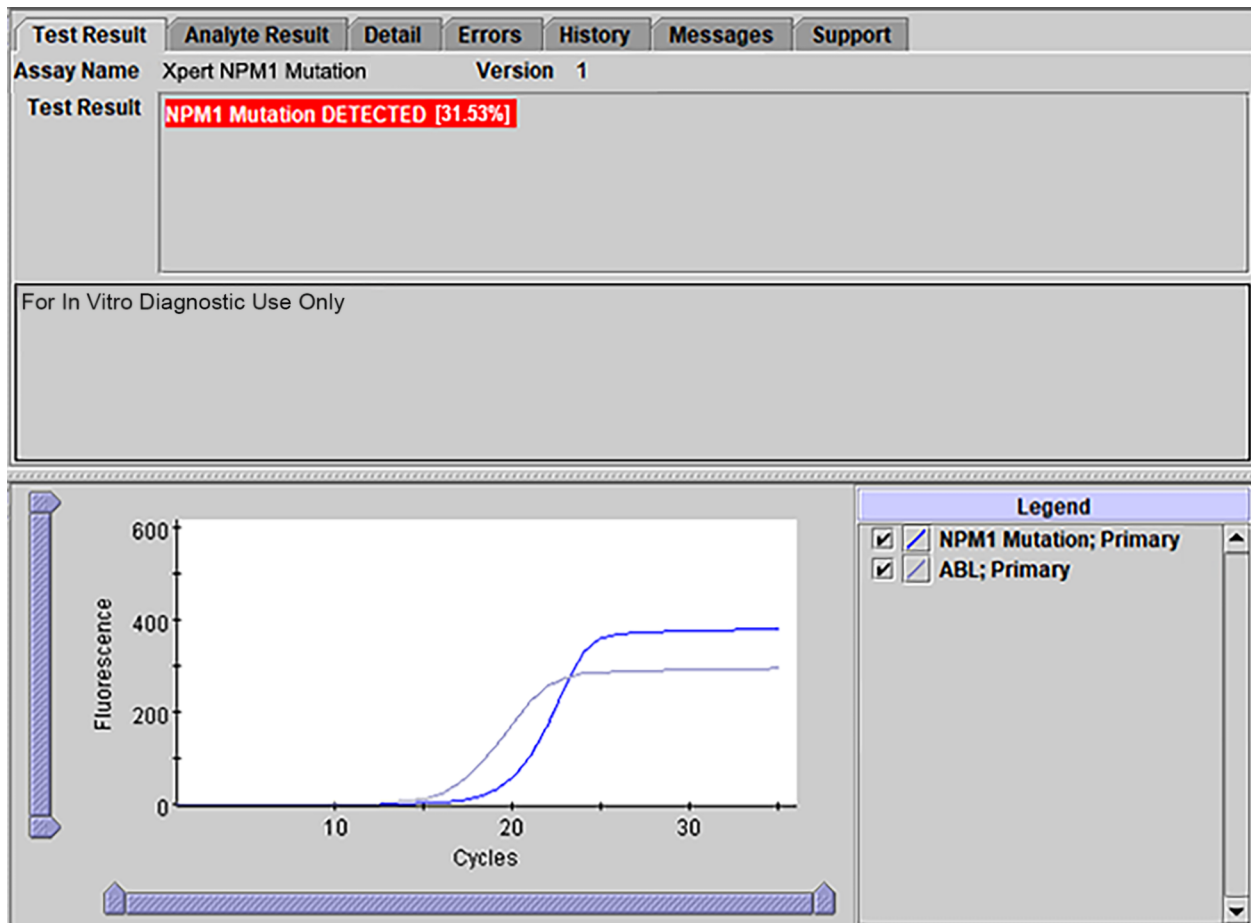 Test Result Analyte Result Detail Errors History Messages Support
Assay Name Xpert NPM1 Mutation Version 1
Test Result NPM1 Mutation DETECTED [31.53%]
For In Vitro Diagnostic Use Only
Legend
NPM1 Mutation; Primary
ABL; Primary
600
400
200
0
Fluorescence
10 20 30
Cycles